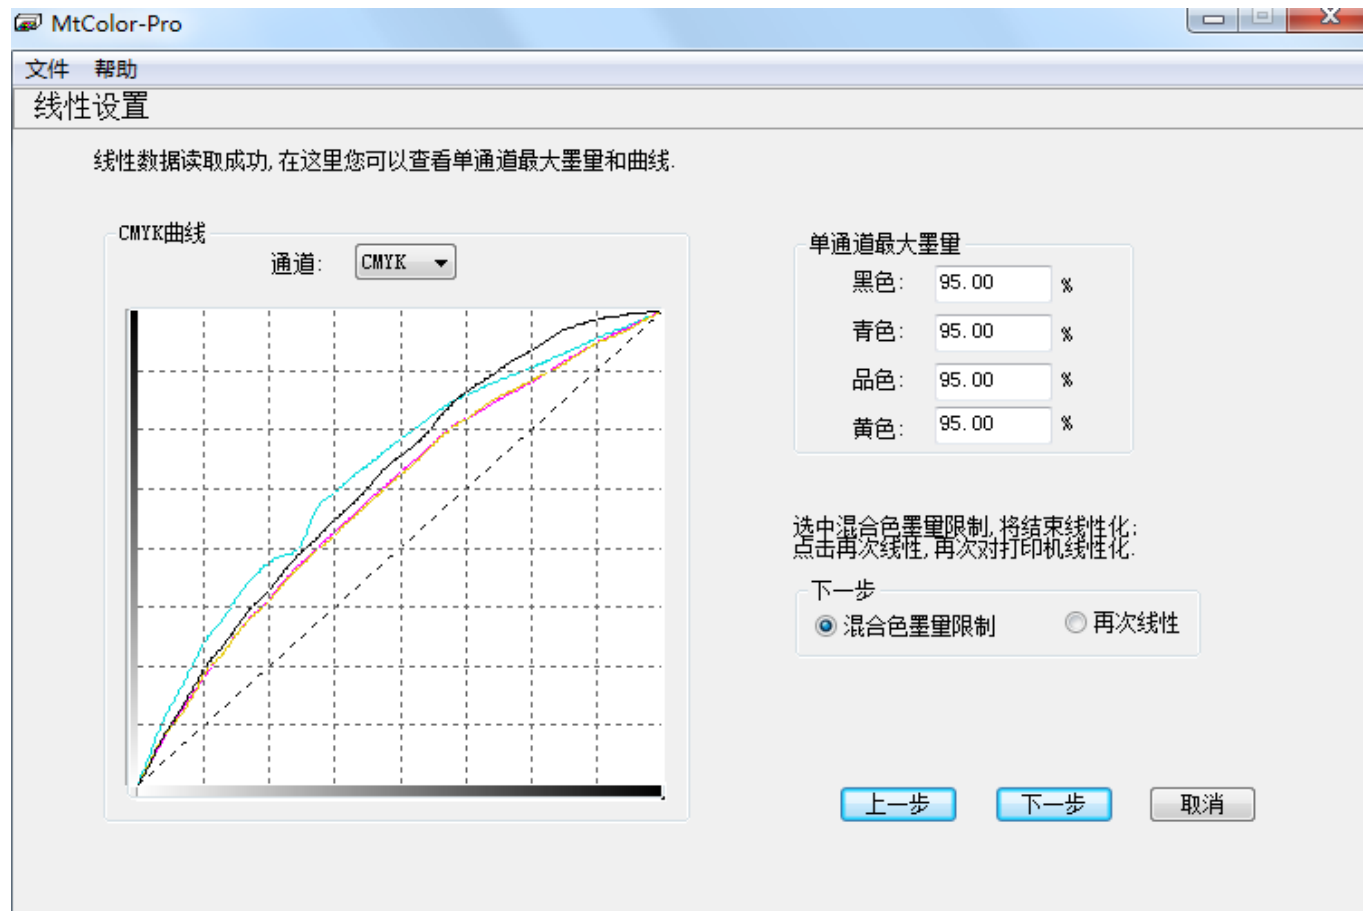 MtColor-Pro
文件 帮助
线性设置
线性数据读取成功,在这里您可以查看单通道最大墨量和曲线.
CMYK曲线
通道: CMYK
单通道最大墨量
黑色: 95.00 %
青色: 95.00 %
品色: 95.00 %
黄色: 95.00 %
选中混合色墨量限制,将结束线性化;
点击再次线性,再次对打印机线性化.
下一步
混合色墨量限制 再次线性
上一步 下一步 取消